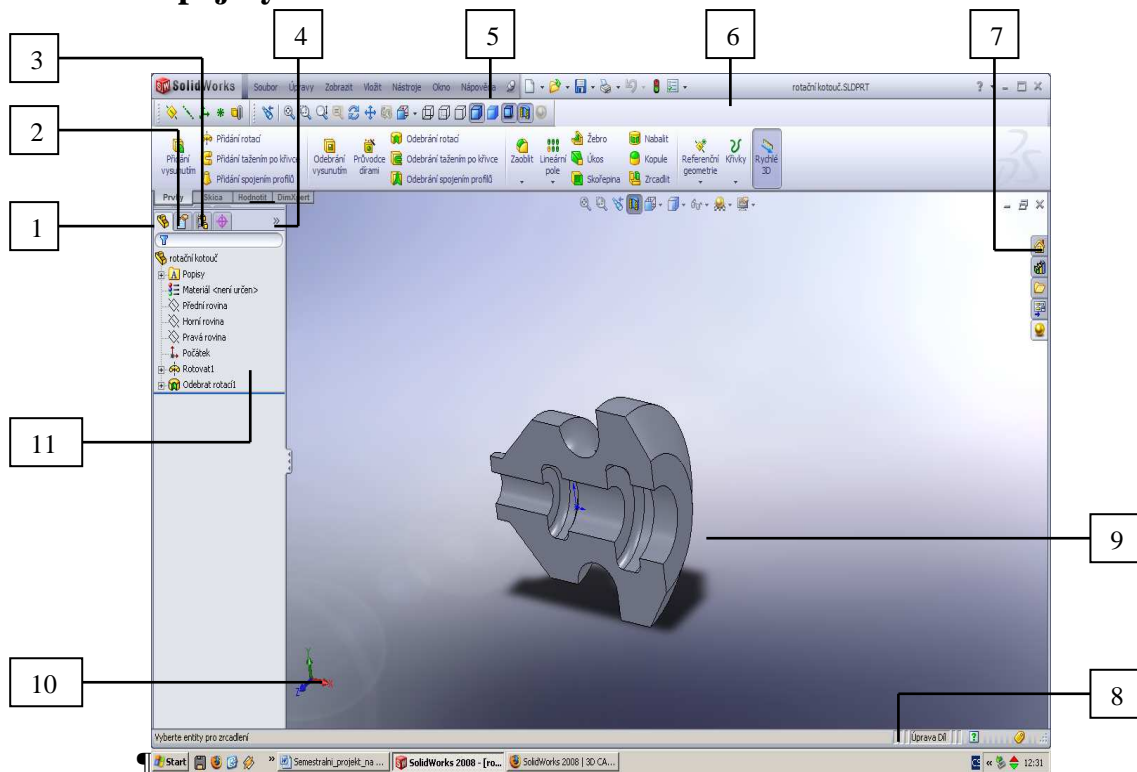 4
5
6
7
3
SolidWorks Soubor Úpravy Zobrazit Vložit Nástroje Okno Nápověda rotační kotouč.SLDPRT ?
2
Přidání vysunutím
Přidání rotací
Přidání tažením po křivce
Přidání spojením profilů
Odebrání vysunutím
Průvodce dírami
Odebrání rotací
Odebrání tažením po křivce
Odebrání spojením profilů
Zaoblit
Lineární pole
Žebro
Úkos
Skořepina
Nabalit
Kopule
Zrcadlit
Referenční geometrie
Křivky
Rychlé 3D
Prvky Skica Hodnotit DimXpert
1
»
rotační kotouč
A Popisy
Materiál <není určen>
Přední rovina
Horní rovina
Pravá rovina
Počátek
Rotovat1
Odebrat rotací1
11
9
10
Y
X
Z
8
Vyberte entity pro zrcadlení
Úprava Díl
?
¶
Start » Semestralni_projekt_na ... SolidWorks 2008 - [ro... SolidWorks 2008 | 3D CA... CS « 12:31